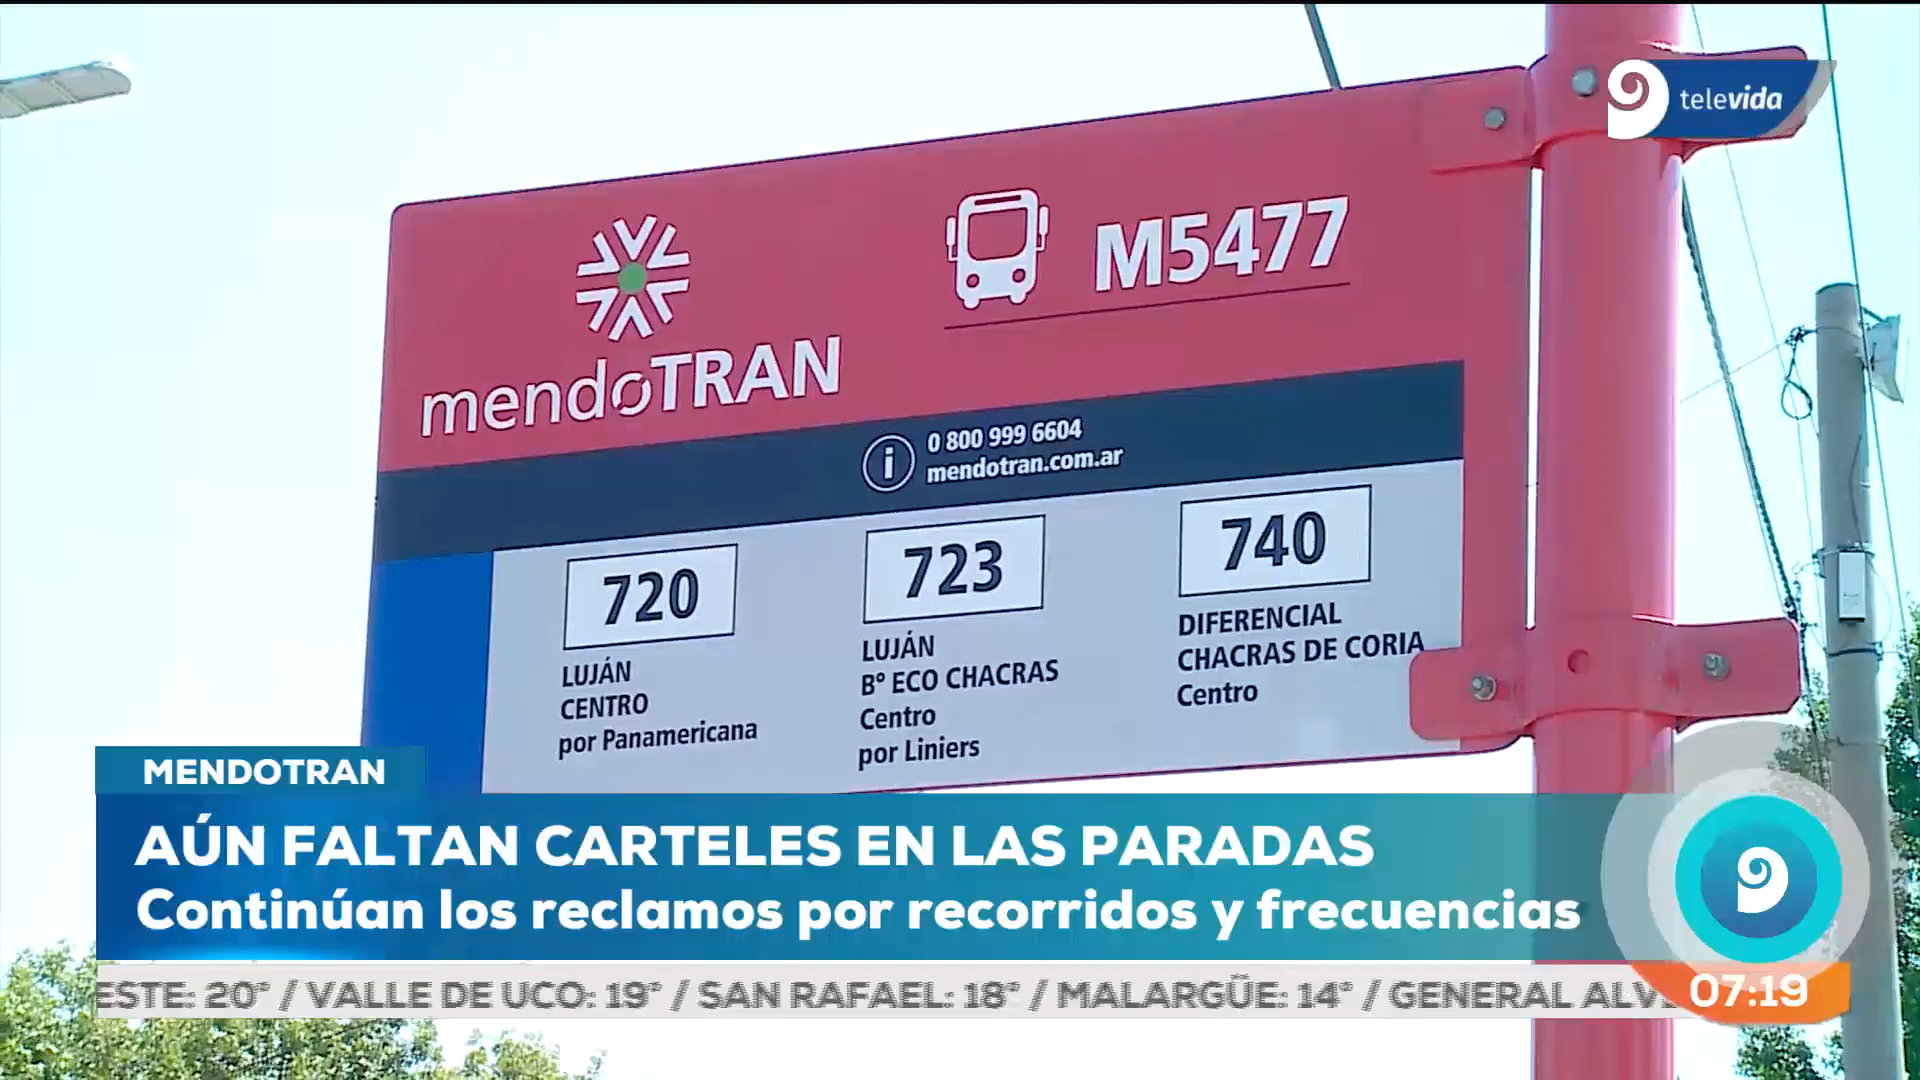 televida
M5477
mendoTRAN
0 800 999 6604
mendotran.com.ar
720
LUJÁN
CENTRO
por Panamericana
723
LUJÁN
Bº ECO CHACRAS
Centro
por Liniers
740
DIFERENCIAL
CHACRAS DE CORIA
Centro
MENDOTRAN
AÚN FALTAN CARTELES EN LAS PARADAS
Continúan los reclamos por recorridos y frecuencias
9
ESTE: 20° / VALLE DE UCO: 19° / SAN RAFAEL: 18° / MALARGÜE: 14° / GENERAL ALV
07:19